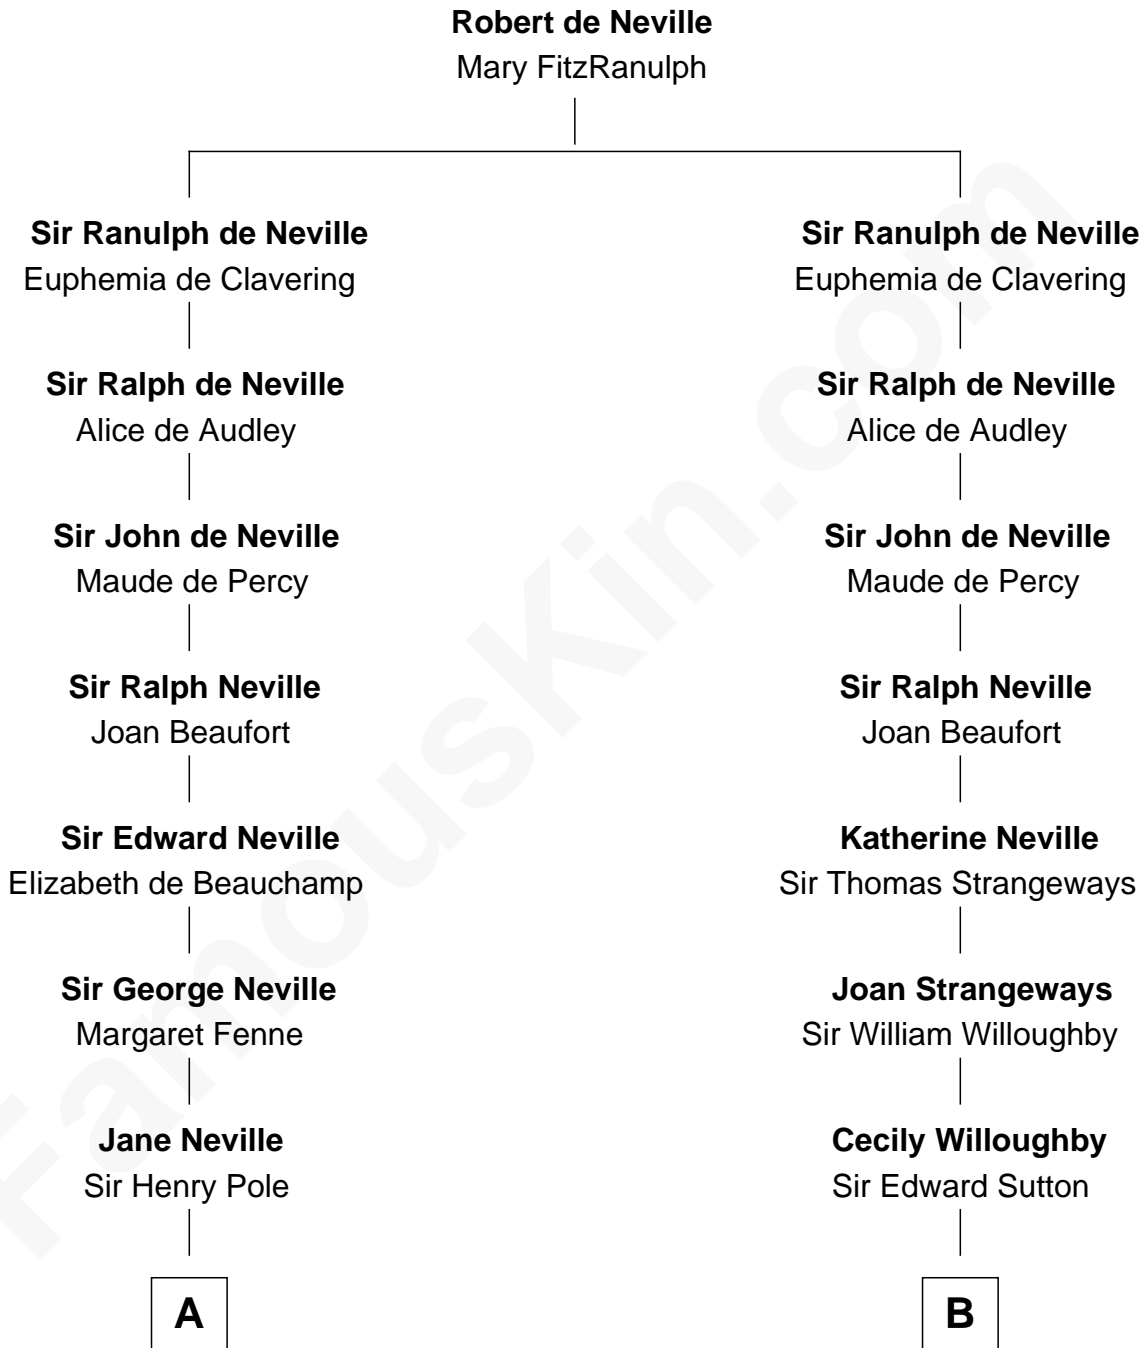 Robert de Neville
Mary FitzRanulph
Sir Ranulph de Neville
Euphemia de Clavering
Sir Ralph de Neville
Alice de Audley
Sir John de Neville
Maude de Percy
Sir Ralph Neville
Joan Beaufort
Sir Edward Neville
Elizabeth de Beauchamp
Sir George Neville
Margaret Fenne
Jane Neville
Sir Henry Pole
A
Sir Ranulph de Neville
Euphemia de Clavering
Sir Ralph de Neville
Alice de Audley
Sir John de Neville
Maude de Percy
Sir Ralph Neville
Joan Beaufort
Katherine Neville
Sir Thomas Strangeways
Joan Strangeways
Sir William Willoughby
Cecily Willoughby
Sir Edward Sutton
B
FamousKin.com